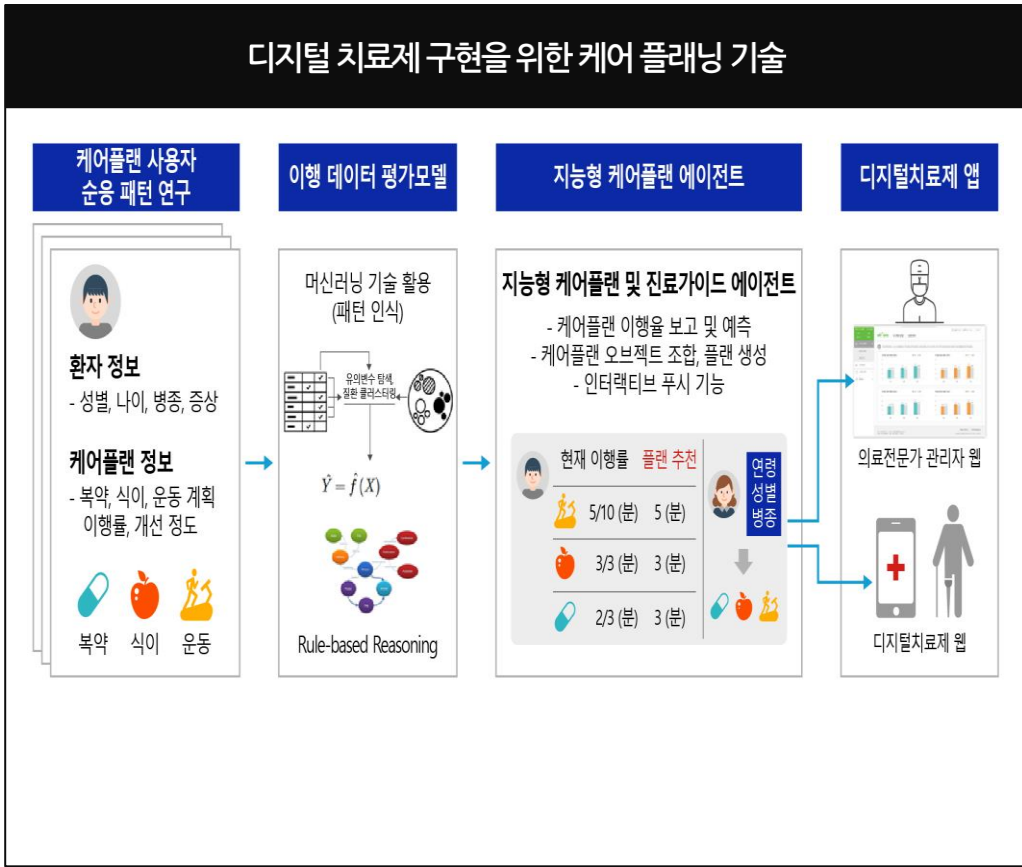 디지털 치료제 구현을 위한 케어 플래닝 기술
케어플랜 사용자
순응 패턴 연구
환자 정보
- 성별, 나이, 병종, 증상
케어플랜 정보
- 복약, 식이, 운동 계획
이행률, 개선 정도
복약 식이 운동
이행 데이터 평가모델
머신러닝 기술 활용
(패턴 인식)
유의변수 탐색,
질환 클러스터링
Ŷ = f̂(X)
Rule-based Reasoning
지능형 케어플랜 에이전트
지능형 케어플랜 및 진료가이드 에이전트
- 케어플랜 이행율 보고 및 예측
- 케어플랜 오브젝트 조합, 플랜 생성
- 인터랙티브 푸시 기능
현재 이행률 플랜 추천
5/10 (분) 5 (분)
3/3 (분) 3 (분)
2/3 (분) 3 (분)
연령
성별
병종
디지털치료제 앱
의료전문가 관리자 웹
디지털치료제 웹